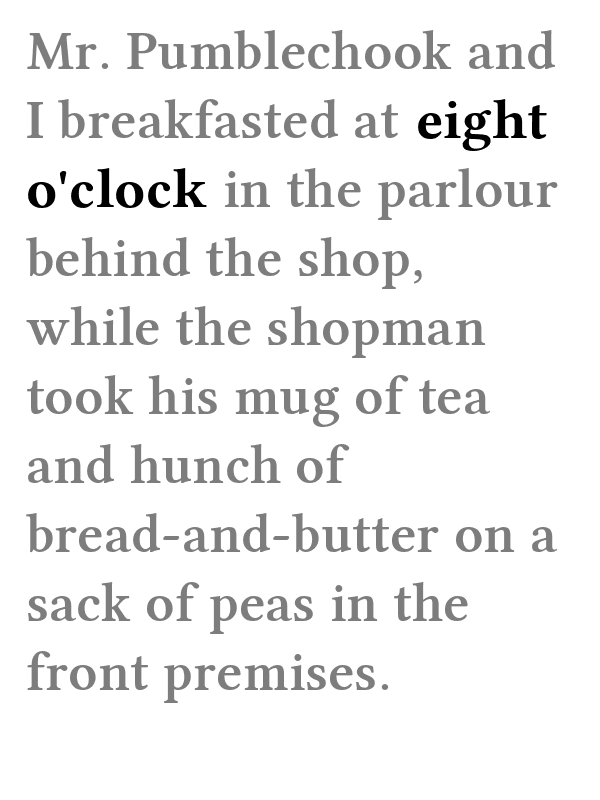 Mr. Pumblechook and
I breakfasted at eight
o'clock in the parlour
behind the shop,
while the shopman
took his mug of tea
and hunch of
bread-and-butter on a
sack of peas in the
front premises.